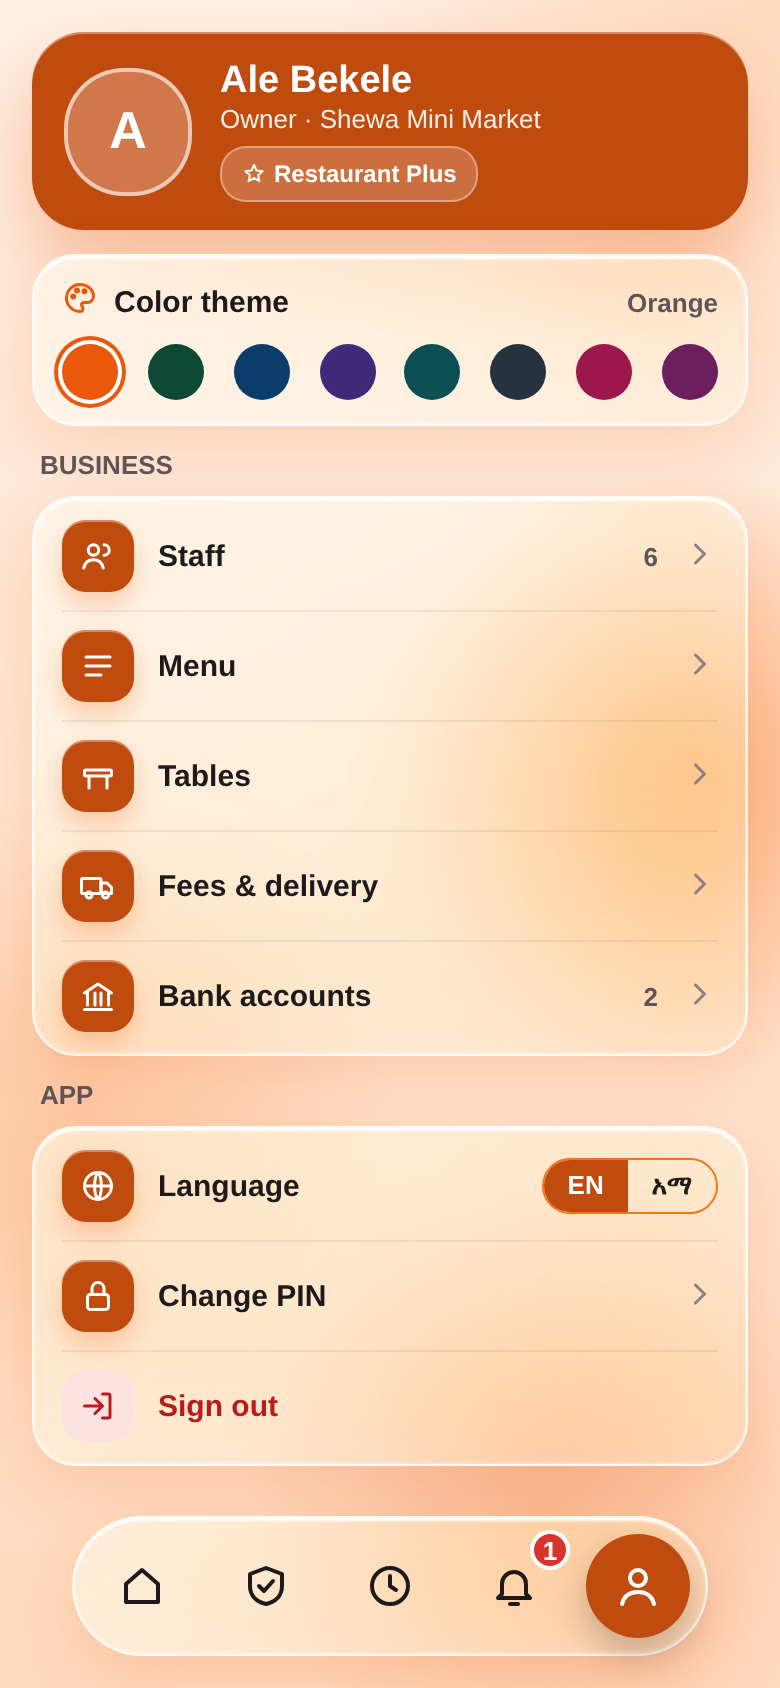 A
Ale Bekele
Owner · Shewa Mini Market
Restaurant Plus
Color theme
Orange
BUSINESS
Staff
6
Menu
Tables
Fees & delivery
Bank accounts
2
APP
Language
EN
አማ
Change PIN
Sign out
1